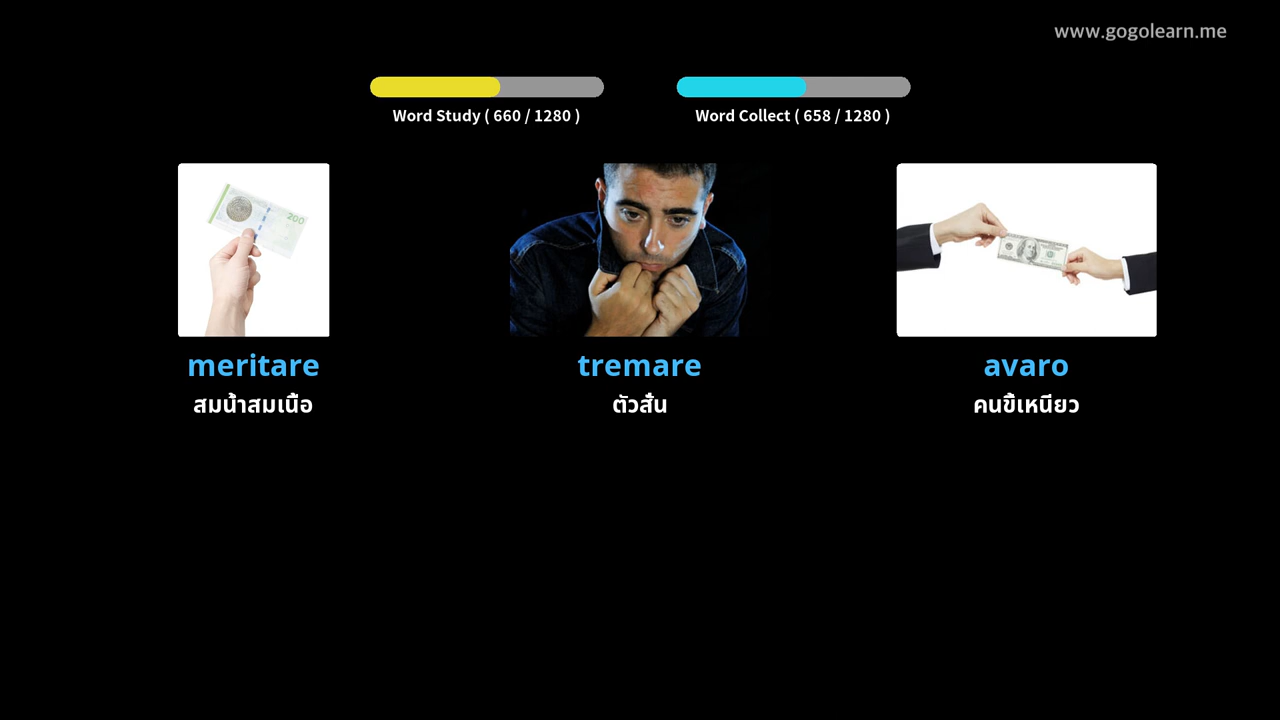 www.gogolearn.me
Word Study ( 660 / 1280 )
Word Collect ( 658 / 1280 )
200
meritare
tremare
avaro
สมน้ำสมเนื้อ
ตัวสั่น
คนขี้เหนียว